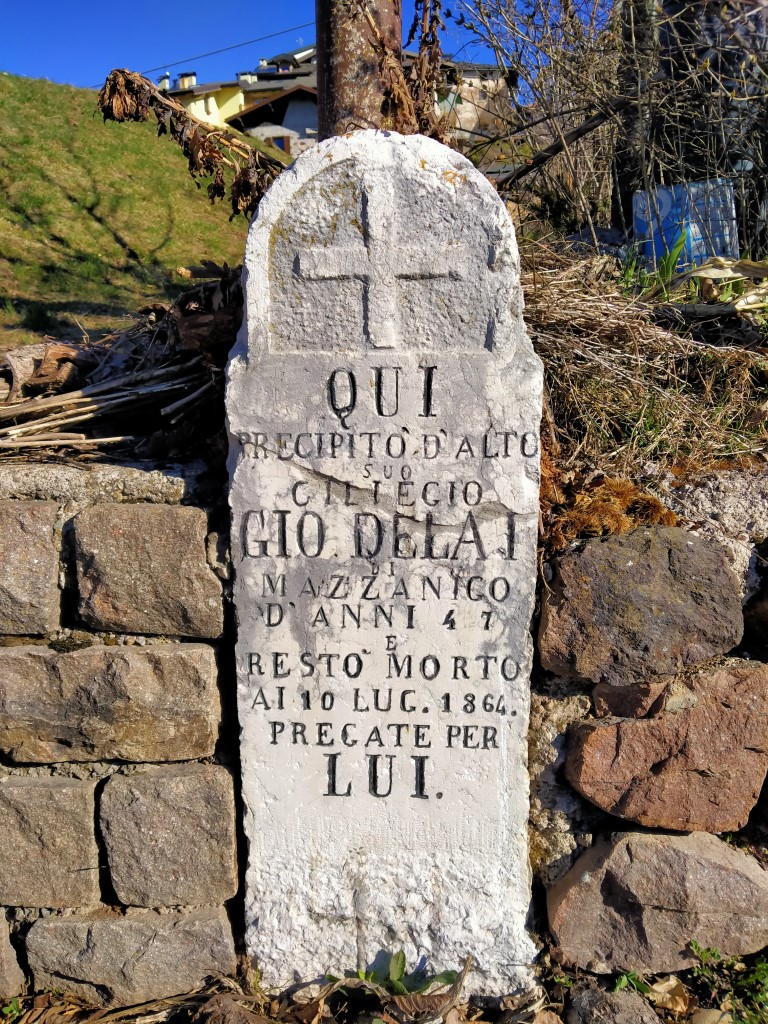 QUI
PRECIPITÒ D'ALTO
SUO
CILIEGIO
GIO. DELAI
DI
MAZZANICO
D'ANNI 47
E
RESTÒ MORTO
AI 10 LUG. 1864.
PREGATE PER
LUI.